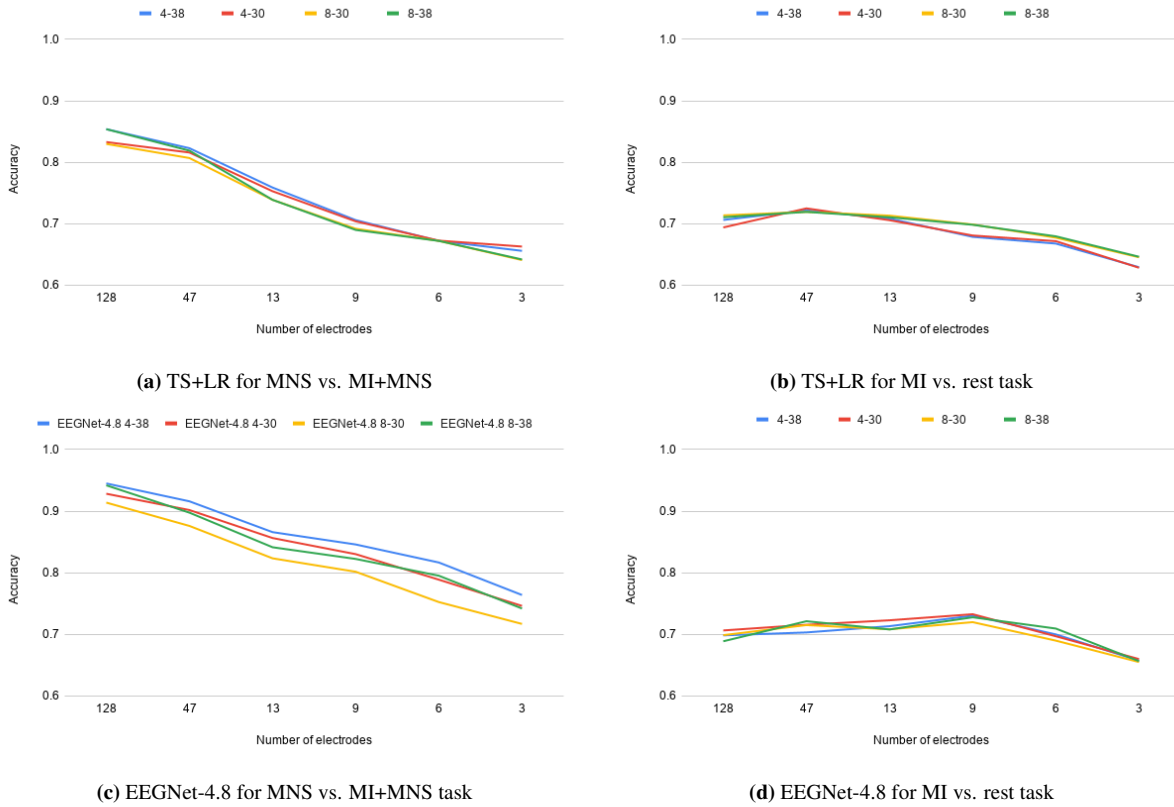 4-38 4-30 8-30 8-38
1.0
0.9
0.8
0.7
0.6
Accuracy
128 47 13 9 6 3
Number of electrodes
(a) TS+LR for MNS vs. MI+MNS
4-38 4-30 8-30 8-38
1.0
0.9
0.8
0.7
0.6
Accuracy
128 47 13 9 6 3
Number of electrodes
(b) TS+LR for MI vs. rest task
EEGNet-4.8 4-38 EEGNet-4.8 4-30 EEGNet-4.8 8-30 EEGNet-4.8 8-38
1.0
0.9
0.8
0.7
0.6
Accuracy
128 47 13 9 6 3
Number of electrodes
(c) EEGNet-4.8 for MNS vs. MI+MNS task
4-38 4-30 8-30 8-38
1.0
0.9
0.8
0.7
0.6
Accuracy
128 47 13 9 6 3
Number of electrodes
(d) EEGNet-4.8 for MI vs. rest task